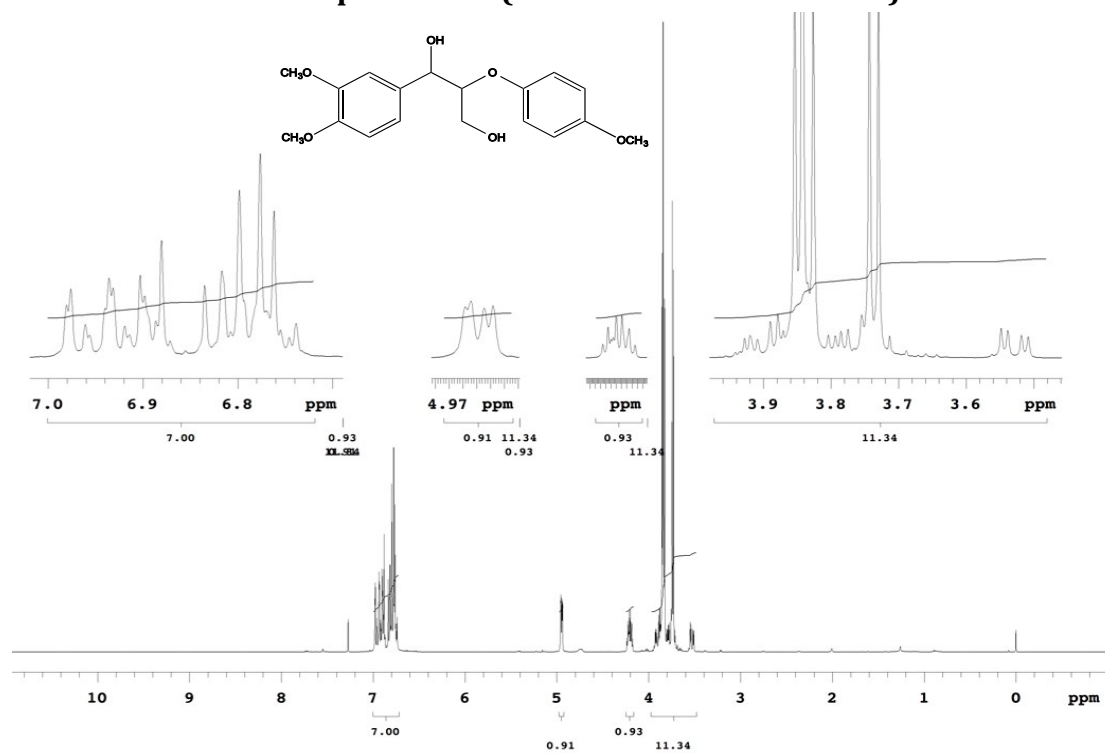 OH
CH₃O
O
CH₃O
OH
OCH₃
7.0 6.9 6.8 ppm
4.97 ppm
ppm
3.9 3.8 3.7 3.6 ppm
7.00
0.93
0.91 11.34
0.93
0.93
11.34
11.34
10 9 8 7 6 5 4 3 2 1 0 ppm
7.00
0.91
0.93
11.34